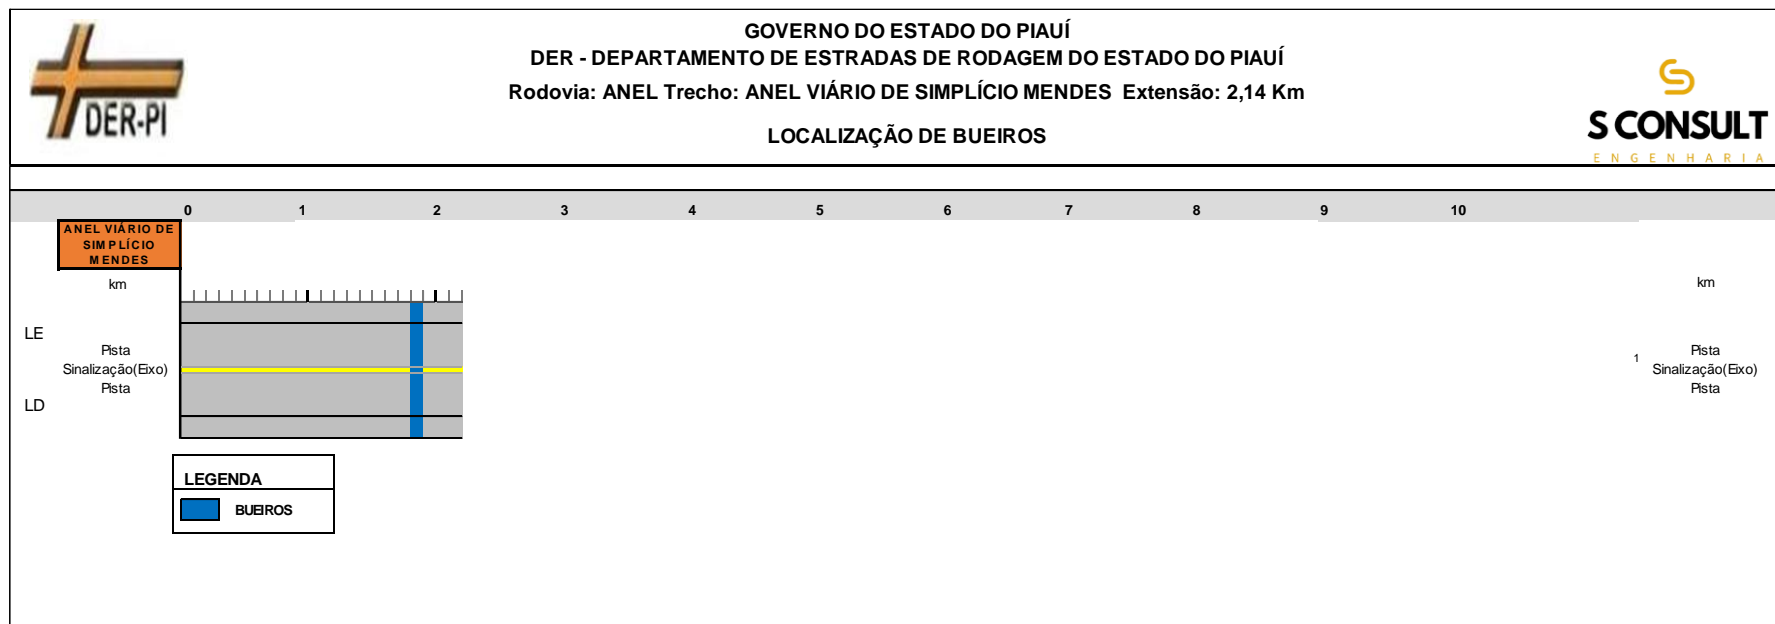 GOVERNO DO ESTADO DO PIAUÍ
DER - DEPARTAMENTO DE ESTRADAS DE RODAGEM DO ESTADO DO PIAUÍ
Rodovia: ANEL Trecho: ANEL VIÁRIO DE SIMPLÍCIO MENDES Extensão: 2,14 Km
LOCALIZAÇÃO DE BUEIROS
DER-PI
S CONSULT
ENGENHARIA
0 1 2 3 4 5 6 7 8 9 10
ANEL VIÁRIO DE
SIMPLÍCIO
MENDES
km km
LE
Pista 1 Pista
Sinalização(Eixo) Sinalização(Eixo)
Pista Pista
LD
LEGENDA
BUEIROS